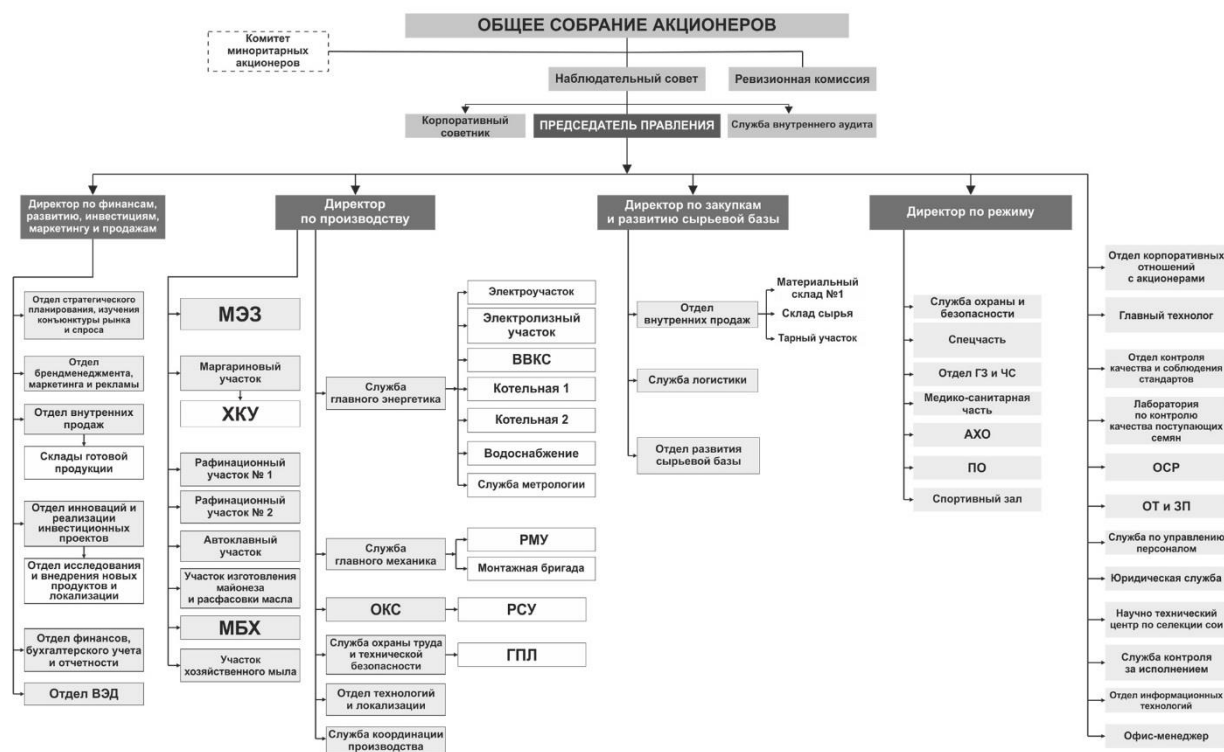 ОБЩЕЕ СОБРАНИЕ АКЦИОНЕРОВ
Комитет
миноритарных
акционеров
Наблюдательный совет
Ревизионная комиссия
Корпоративный
советник
ПРЕДСЕДАТЕЛЬ ПРАВЛЕНИЯ
Служба внутреннего аудита
Директор по финансам,
развитию, инвестициям,
маркетингу и продажам
Отдел стратегического
планирования, изучения
конъюнктуры рынка
и спроса
Отдел
брендменеджмента,
маркетинга и рекламы
Отдел внутренних
продаж
Склады готовой
продукции
Отдел инноваций и
реализации
инвестиционных
проектов
Отдел исследования
и внедрения новых
продуктов и
локализации
Отдел финансов,
бухгалтерского учета
и отчетности
Отдел ВЭД
Директор
по производству
МЭЗ
Маргариновый
участок
ХКУ
Рафинационный
участок № 1
Рафинационный
участок № 2
Автоклавный
участок
Участок изготовления
майонеза
и расфасовки масла
МБХ
Участок
хозяйственного мыла
Служба
главного энергетика
Электроучасток
Электролизный
участок
ВВКС
Котельная 1
Котельная 2
Водоснабжение
Служба метрологии
Служба
главного механика
РМУ
Монтажная бригада
ОКС
РСУ
Служба охраны труда
и технической
безопасности
ГПЛ
Отдел технологий
и локализации
Служба координации
производства
Директор по закупкам
и развитию сырьевой базы
Отдел
внутренних продаж
Материальный
склад №1
Склад сырья
Тарный участок
Служба логистики
Отдел развития
сырьевой базы
Директор по режиму
Служба охраны и
безопасности
Спецчасть
Отдел ГЗ и ЧС
Медико-санитарная
часть
АХО
ПО
Спортивный зал
Отдел корпоративных
отношений
с акционерами
Главный технолог
Отдел контроля
качества и соблюдения
стандартов
Лаборатория
по контролю
качества поступающих
семян
ОСР
ОТ и ЗП
Служба по управлению
персоналом
Юридическая служба
Научно технический
центр по селекции сои
Служба контроля
за исполнением
Отдел информационных
технологий
Офис-менеджер